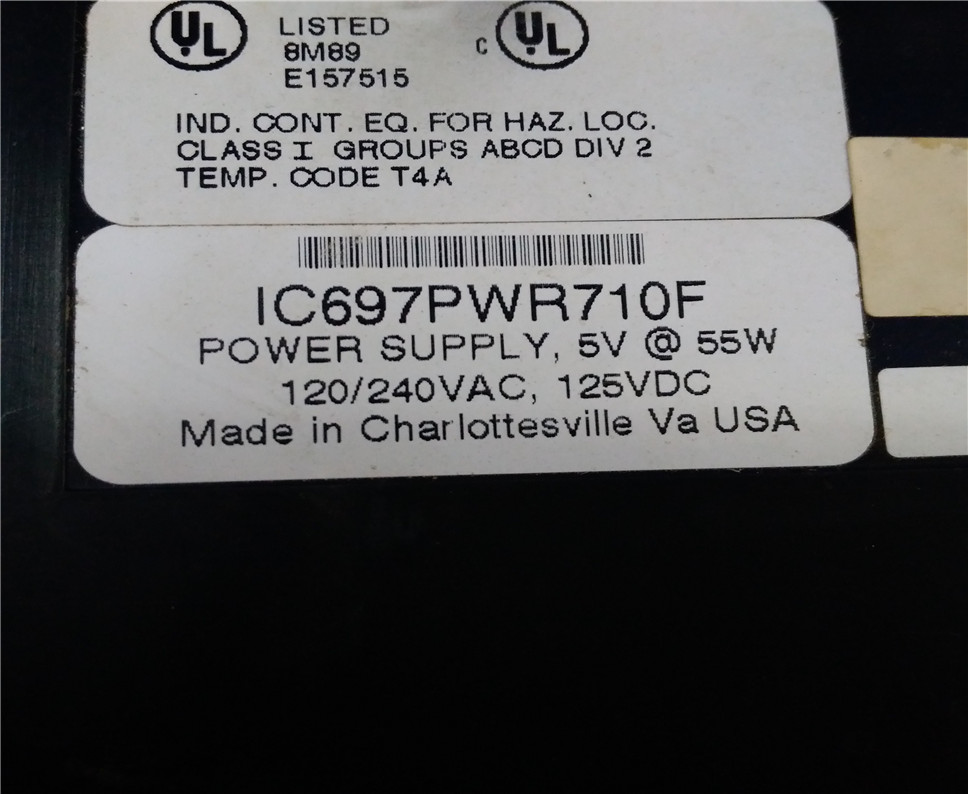 UL LISTED C UL
8M89
E157515
IND. CONT. EQ. FOR HAZ. LOC.
CLASS I GROUPS ABCD DIV 2
TEMP. CODE T4A
IC697PWR710F
POWER SUPPLY, 5V @ 55W
120/240VAC, 125VDC
Made in Charlottesville Va USA